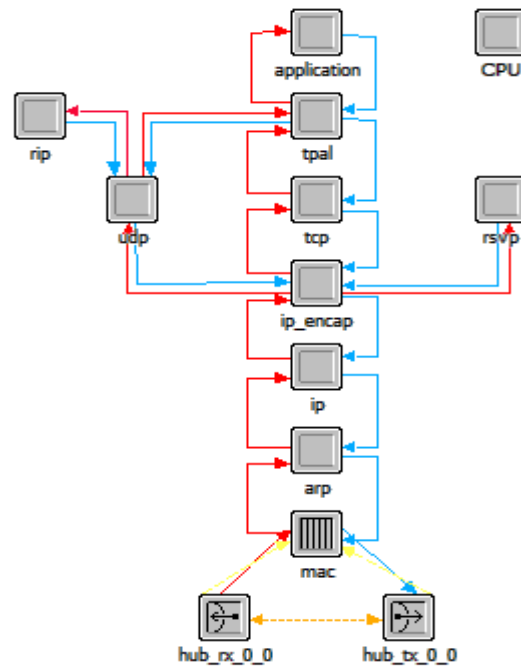 application
CPU
rip
tpal
udp
tcp
rsvp
ip_encap
ip
arp
mac
hub_rx_0_0
hub_tx_0_0